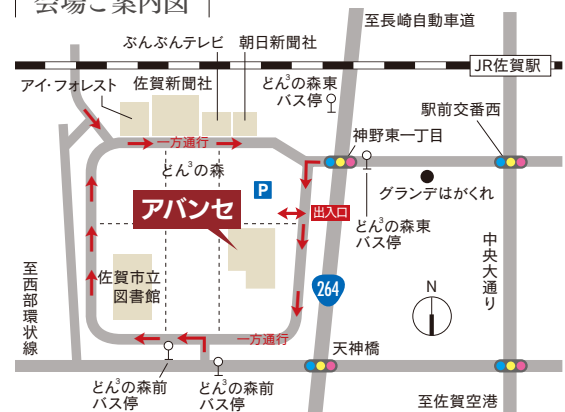 会場ご案内図
至長崎自動車道
ぶんぶんテレビ
朝日新聞社
JR佐賀駅
アイ・フォレスト
佐賀新聞社
どん³の森東
バス停
駅前交番西
神野東一丁目
一方通行
どん³の森
P
グランデはがくれ
アバンセ
出入口
どん³の森東
バス停
中央大通り
至西部環状線
佐賀市立
図書館
264
N
一方通行
天神橋
どん³の森前
バス停
どん³の森前
バス停
至佐賀空港